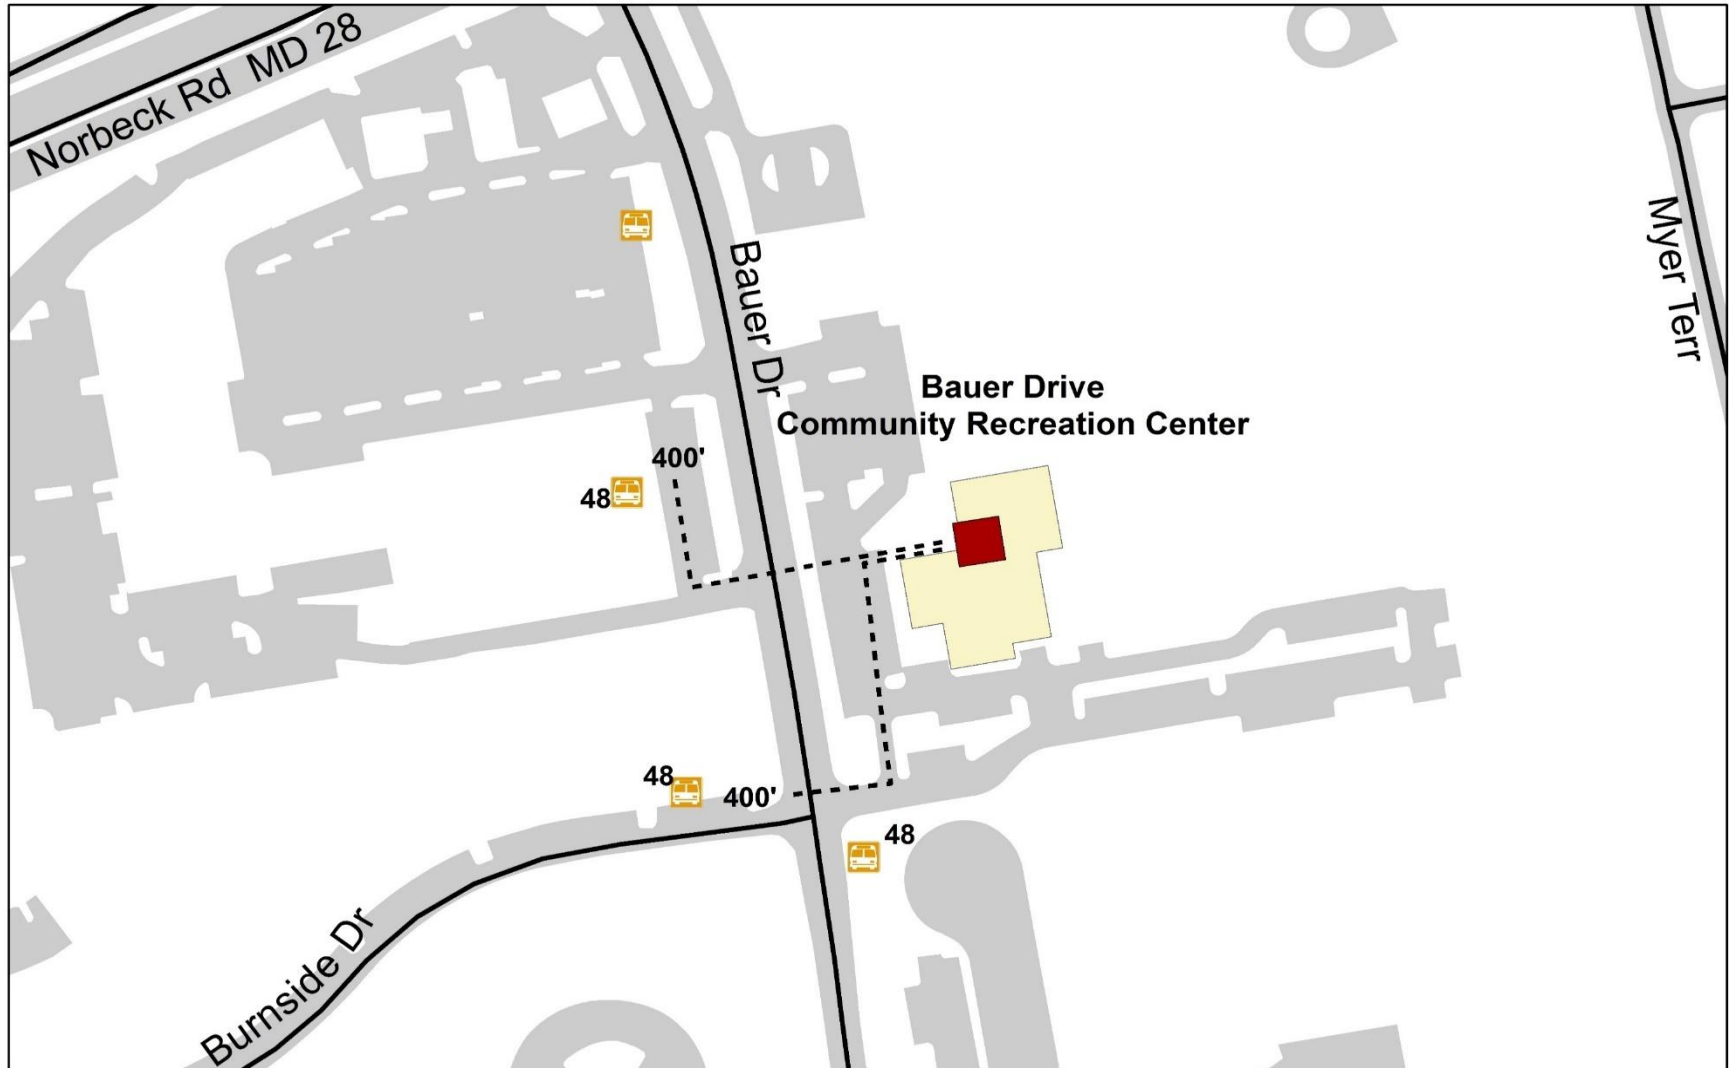 Norbeck Rd MD 28
Bauer Dr
Myer Terr
Bauer Drive
Community Recreation Center
400'
48
48
400'
48
Burnside Dr